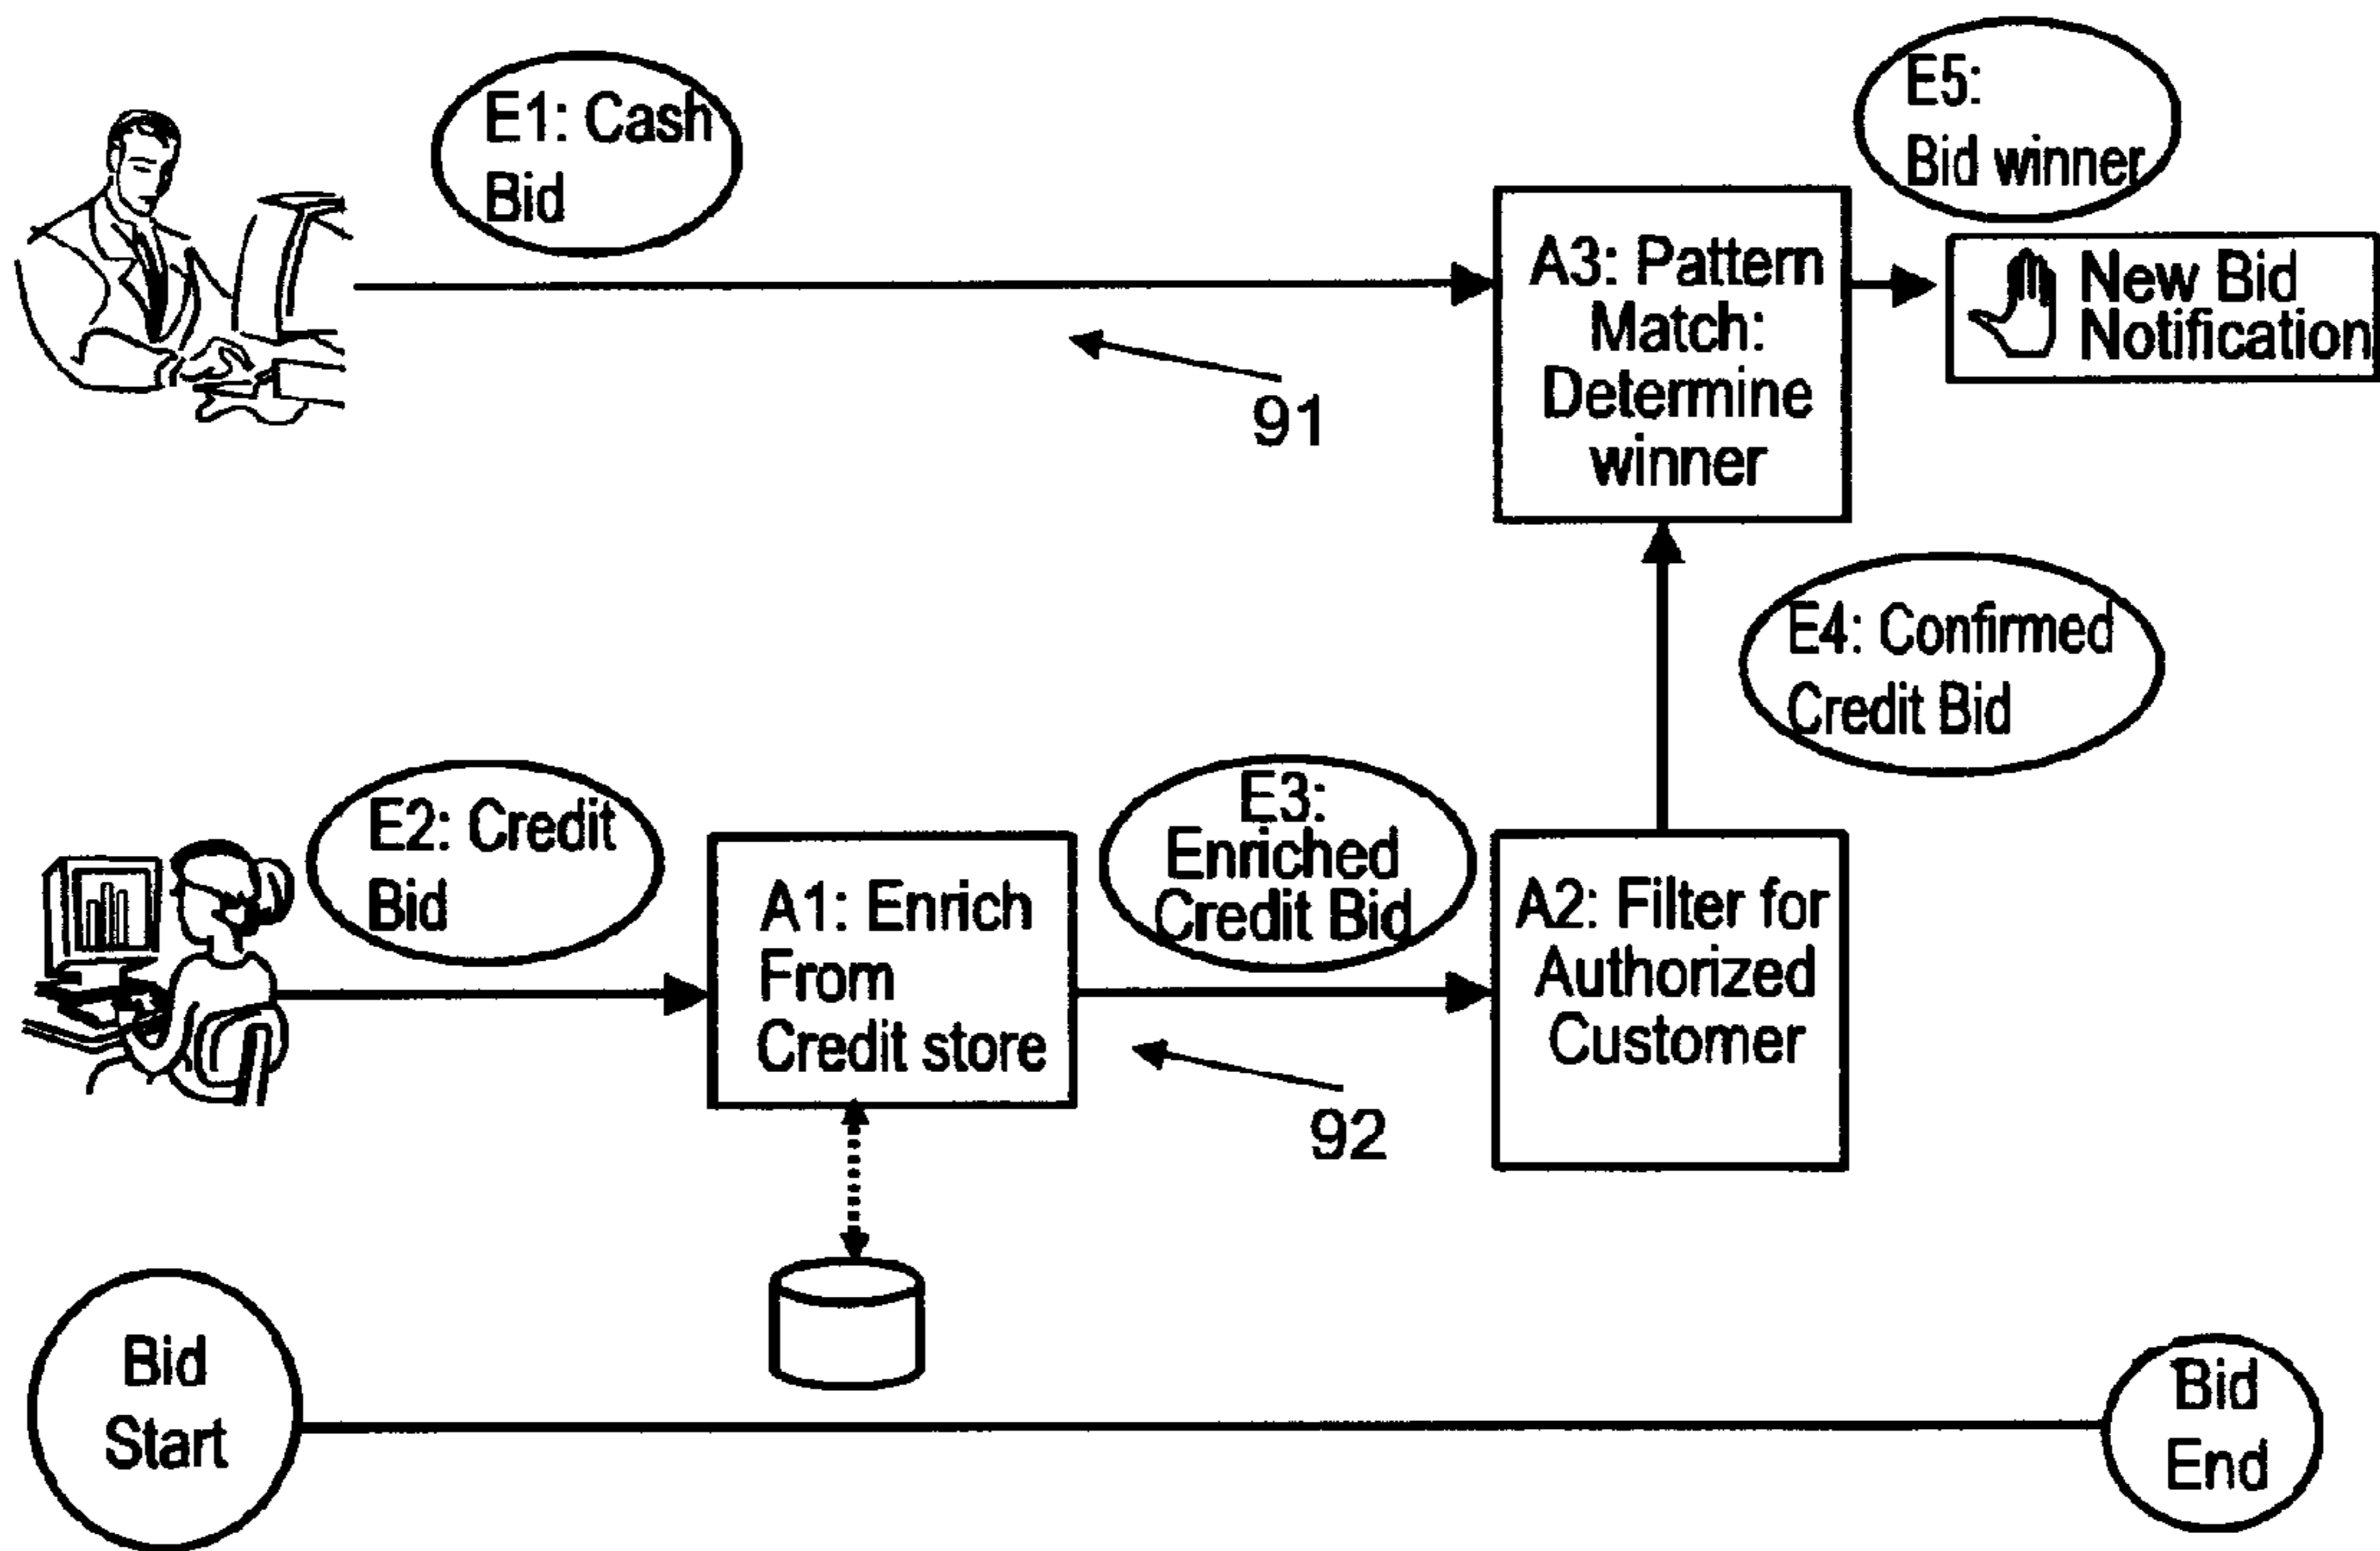 E1: Cash
Bid
E5:
Bid winner
A3: Pattern
Match:
Determine
winner
New Bid
Notification
91
E4: Confirmed
Credit Bid
E2: Credit
Bid
A1: Enrich
From
Credit store
E3:
Enriched
Credit Bid
A2: Filter for
Authorized
Customer
92
Bid
Start
Bid
End